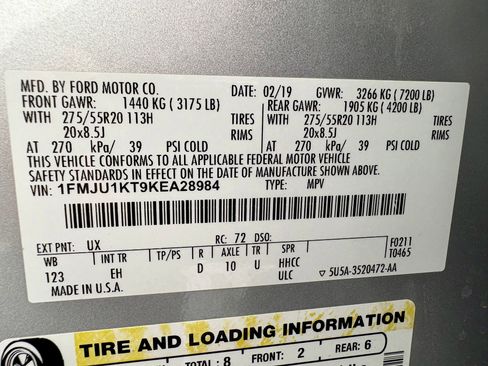 MFD. BY FORD MOTOR CO. DATE: 02/19 GVWR: 3266 KG ( 7200 LB)
FRONT GAWR: 1440 KG ( 3175 LB) REAR GAWR: 1905 KG ( 4200 LB)
WITH 275/55R20 113H TIRES WITH 275/55R20 113H TIRES
20x8.5J RIMS 20x8.5J RIMS
AT 270 kPa/ 39 PSI COLD AT 270 kPa/ 39 PSI COLD
THIS VEHICLE CONFORMS TO ALL APPLICABLE FEDERAL MOTOR VEHICLE
SAFETY STANDARDS IN EFFECT ON THE DATE OF MANUFACTURE SHOWN ABOVE.
VIN: 1FMJU1KT9KEA28984 TYPE: MPV
EXT PNT: UX RC: 72 DSO: F0211
WB INT TR TP/PS R AXLE TR SPR T0465
123 EH D 10 U HHCC
ULC ▽5U5A-3520472-AA
MADE IN U.S.A.
TIRE AND LOADING INFORMATION
TOTAL : 8 FRONT: 2 REAR: 6